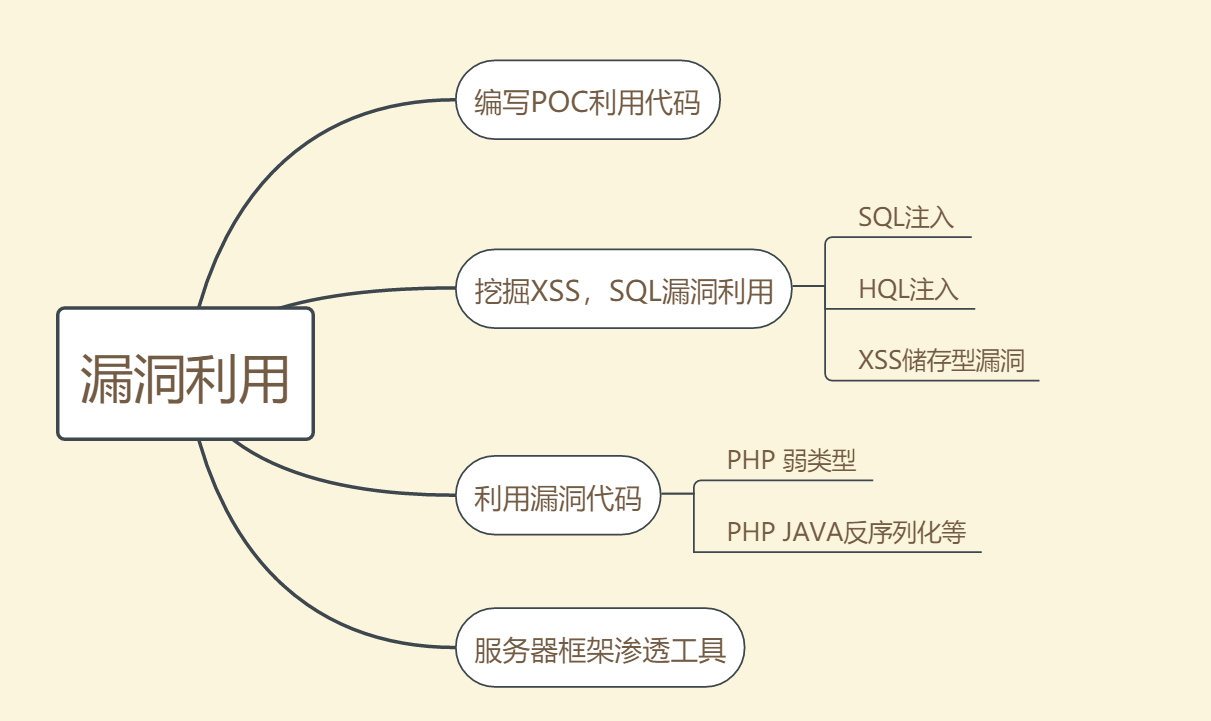 编写POC利用代码
SQL注入
挖掘XSS，SQL漏洞利用
HQL注入
XSS储存型漏洞
漏洞利用
PHP 弱类型
利用漏洞代码
PHP JAVA反序列化等
服务器框架渗透工具